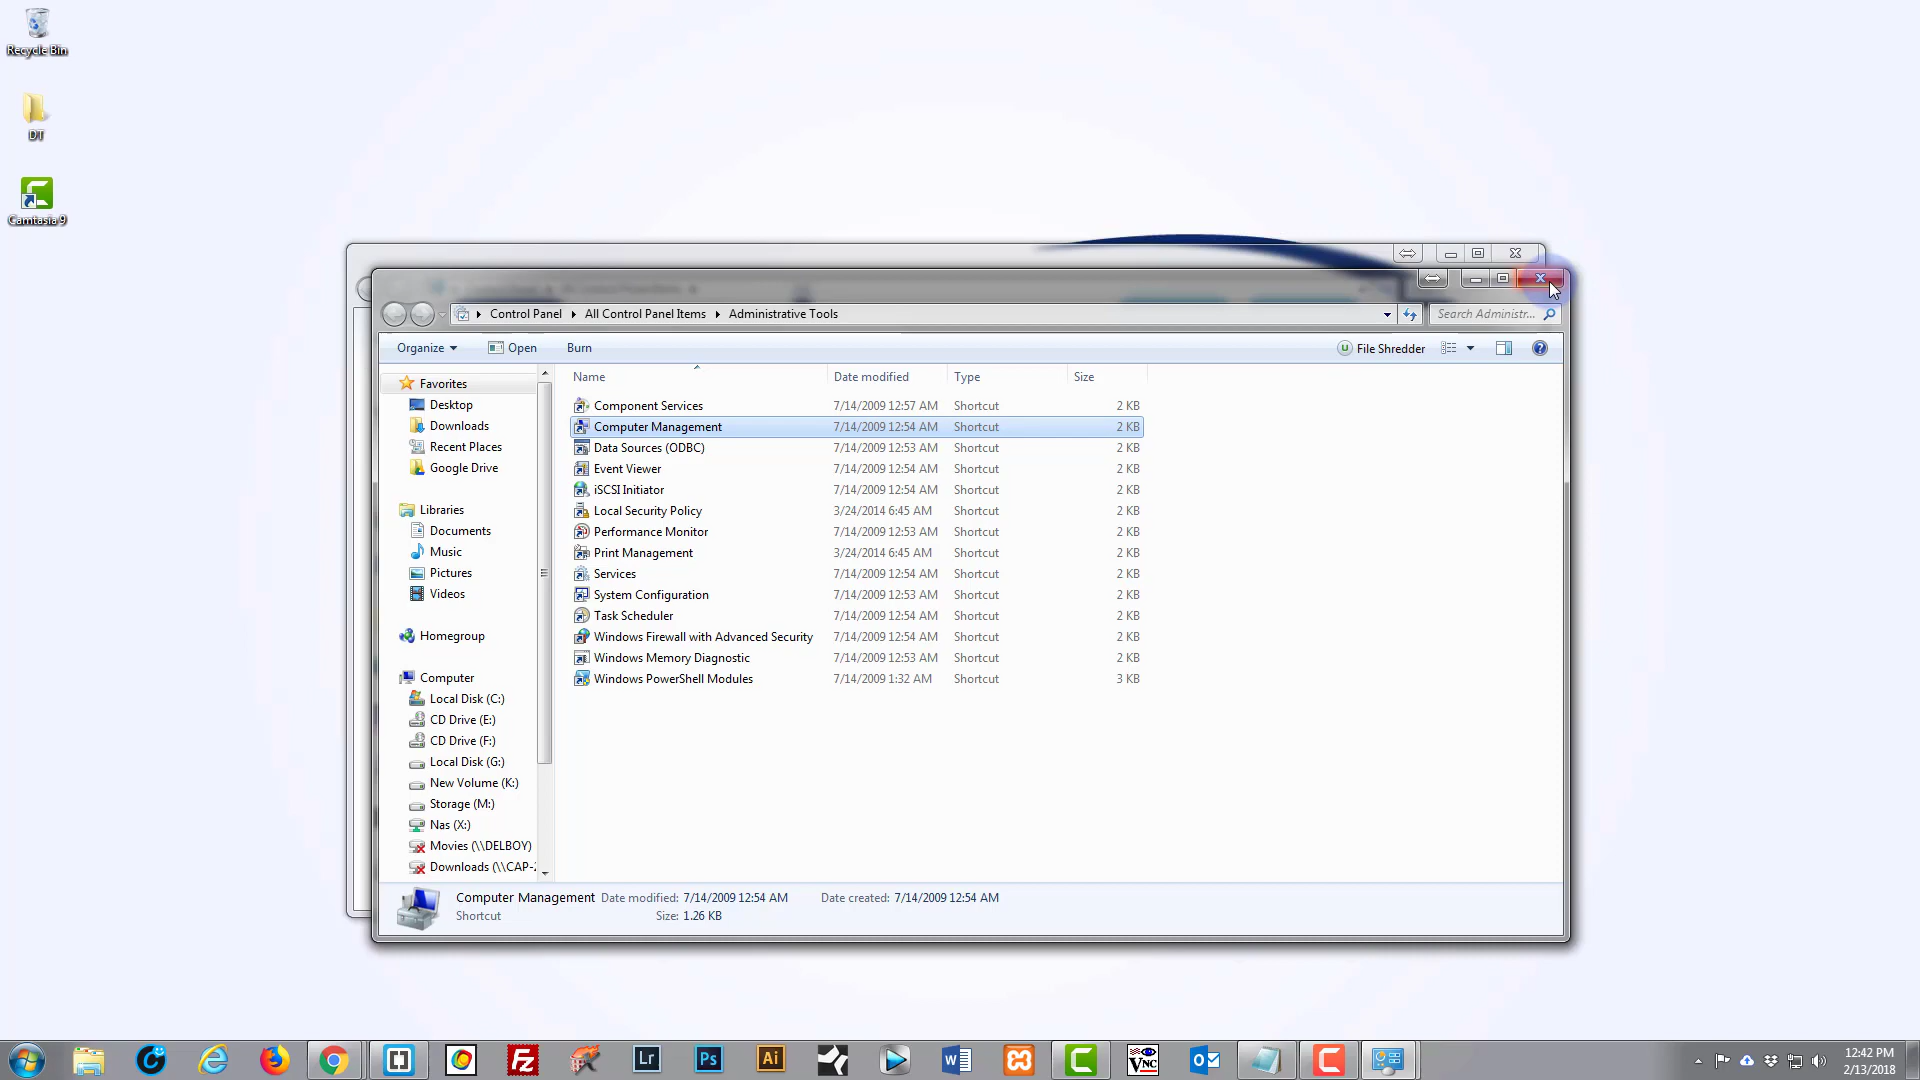 Recycle Bin
DT
Camtasia 9
Control Panel All Control Panel Items Administrative Tools
Search Administr...
Organize Open Burn File Shredder
Name Date modified Type Size
Favorites
Desktop
Downloads
Recent Places
Google Drive
Libraries
Documents
Music
Pictures
Videos
Homegroup
Computer
Local Disk (C:)
CD Drive (E:)
CD Drive (F:)
Local Disk (G:)
New Volume (K:)
Storage (M:)
Nas (X:)
Movies (\\DELBOY)
Downloads (\\CAP-
Component Services 7/14/2009 12:57 AM Shortcut 2 KB
Computer Management 7/14/2009 12:54 AM Shortcut 2 KB
Data Sources (ODBC) 7/14/2009 12:53 AM Shortcut 2 KB
Event Viewer 7/14/2009 12:54 AM Shortcut 2 KB
iSCSI Initiator 7/14/2009 12:54 AM Shortcut 2 KB
Local Security Policy 3/24/2014 6:45 AM Shortcut 2 KB
Performance Monitor 7/14/2009 12:53 AM Shortcut 2 KB
Print Management 3/24/2014 6:45 AM Shortcut 2 KB
Services 7/14/2009 12:54 AM Shortcut 2 KB
System Configuration 7/14/2009 12:53 AM Shortcut 2 KB
Task Scheduler 7/14/2009 12:54 AM Shortcut 2 KB
Windows Firewall with Advanced Security 7/14/2009 12:54 AM Shortcut 2 KB
Windows Memory Diagnostic 7/14/2009 12:53 AM Shortcut 2 KB
Windows PowerShell Modules 7/14/2009 1:32 AM Shortcut 3 KB
Computer Management Date modified: 7/14/2009 12:54 AM Date created: 7/14/2009 12:54 AM
Shortcut Size: 1.26 KB
Fz
Lr
Ps
Ai
VNC
12:42 PM
2/13/2018